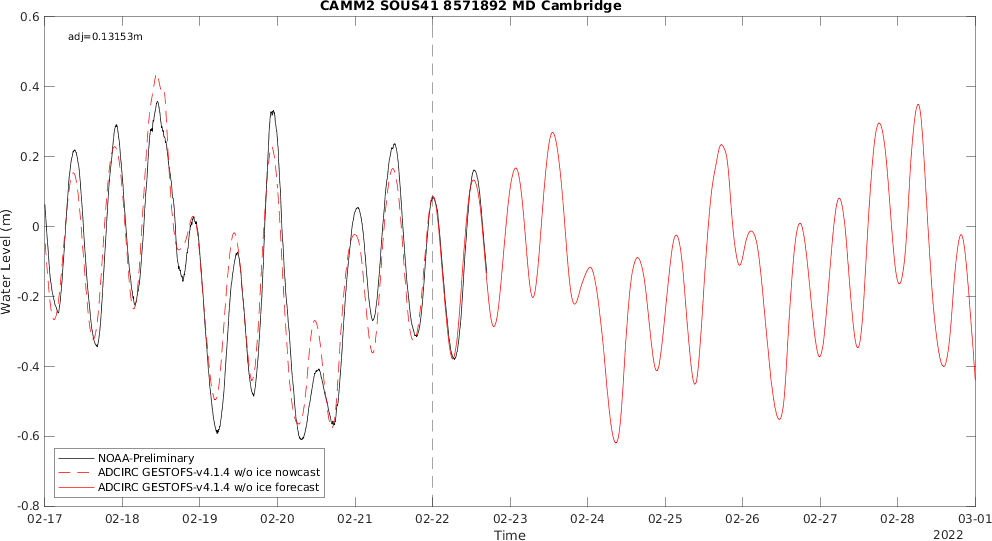 CAMM2 SOUS41 8571892 MD Cambridge
adj=0.13153m
0.6
0.4
0.2
0
-0.2
-0.4
-0.6
-0.8
Water Level (m)
NOAA-Preliminary
ADCIRC GESTOFS-v4.1.4 w/o ice nowcast
ADCIRC GESTOFS-v4.1.4 w/o ice forecast
02-17 02-18 02-19 02-20 02-21 02-22 02-23 02-24 02-25 02-26 02-27 02-28 03-01
Time
2022